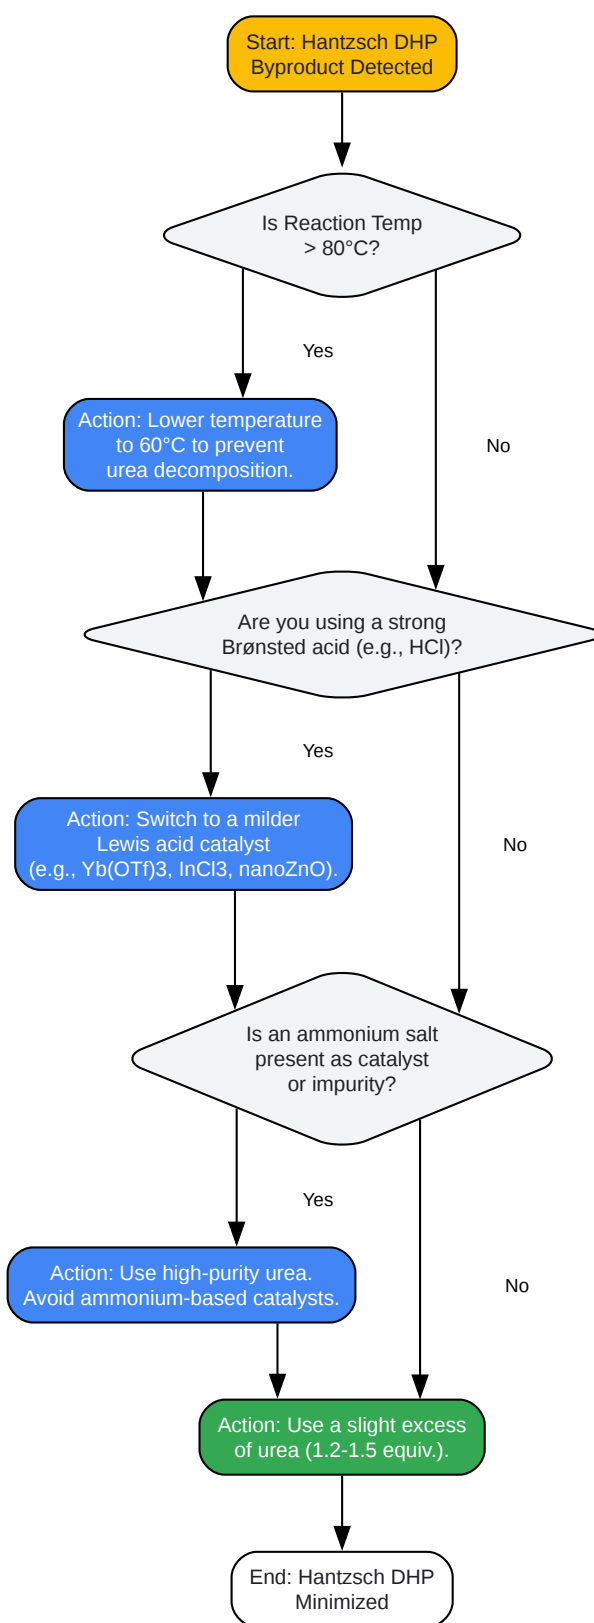 Start: Hantzsch DHP
Byproduct Detected
Is Reaction Temp
> 80°C?
Yes
Action: Lower temperature
to 60°C to prevent
urea decomposition.
No
Are you using a strong
Brønsted acid (e.g., HCl)?
Yes
Action: Switch to a milder
Lewis acid catalyst
(e.g., Yb(OTf)3, InCl3, nanoZnO).
No
Is an ammonium salt
present as catalyst
or impurity?
Yes
Action: Use high-purity urea.
Avoid ammonium-based catalysts.
No
Action: Use a slight excess
of urea (1.2-1.5 equiv.).
End: Hantzsch DHP
Minimized